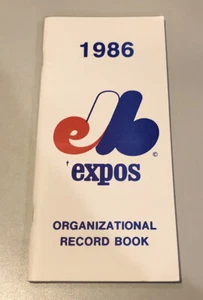 1986
expos
©
ORGANIZATIONAL
RECORD BOOK